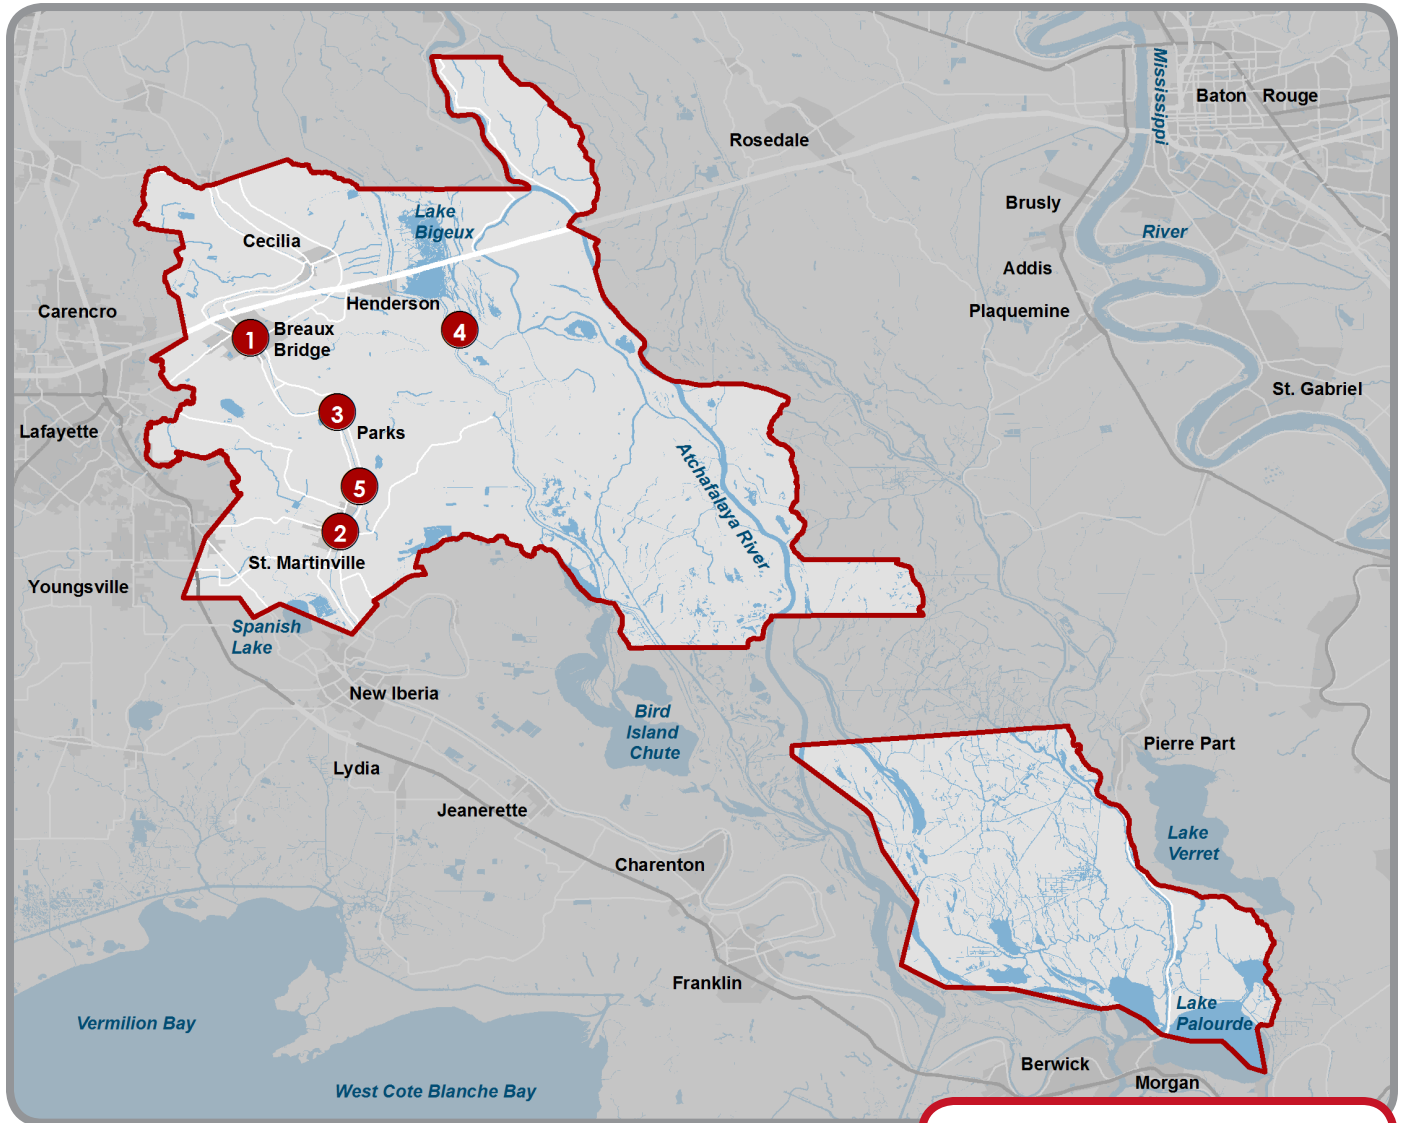 Mississippi
Baton Rouge
Rosedale
Brusly
River
Lake
Bigeux
Cecilia
Addis
Carencro
Henderson
Plaquemine
1
Breaux
Bridge
4
St. Gabriel
3
Parks
Lafayette
Atchafalaya River
5
2
St. Martinville
Youngsville
Spanish
Lake
New Iberia
Bird
Island
Chute
Pierre Part
Lydia
Jeanerette
Lake
Verret
Charenton
Franklin
Lake
Palourde
Vermilion Bay
Berwick
Morgan
West Cote Blanche Bay